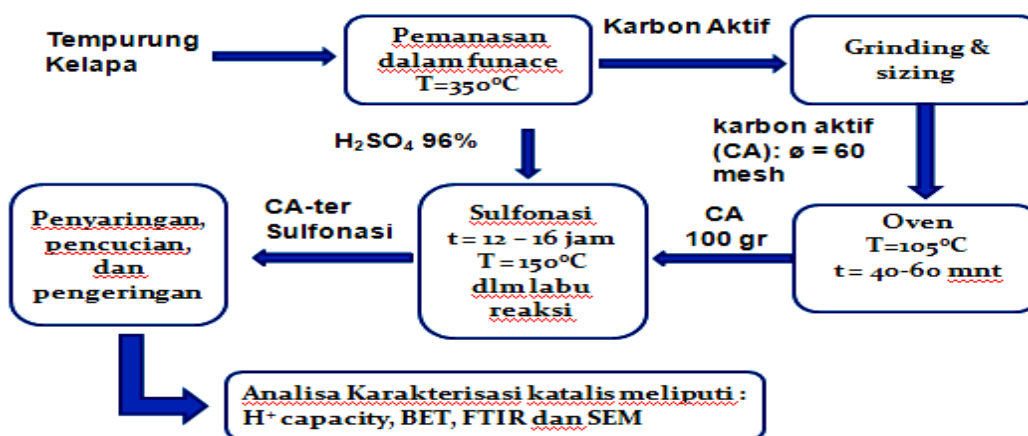 Tempurung
Kelapa
Pemanasan
dalam funace
T=350°C
Karbon Aktif
Grinding &
sizing
karbon aktif
(CA): ø = 60
mesh
Oven
T=105°C
t = 40-60 mnt
CA
100 gr
H₂SO₄ 96%
Sulfonasi
t = 12 – 16 jam
T = 150°C
dlm labu
reaksi
CA-ter
Sulfonasi
Penyaringan,
pencucian,
dan
pengeringan
Analisa Karakterisasi katalis meliputi :
H⁺ capacity, BET, FTIR dan SEM